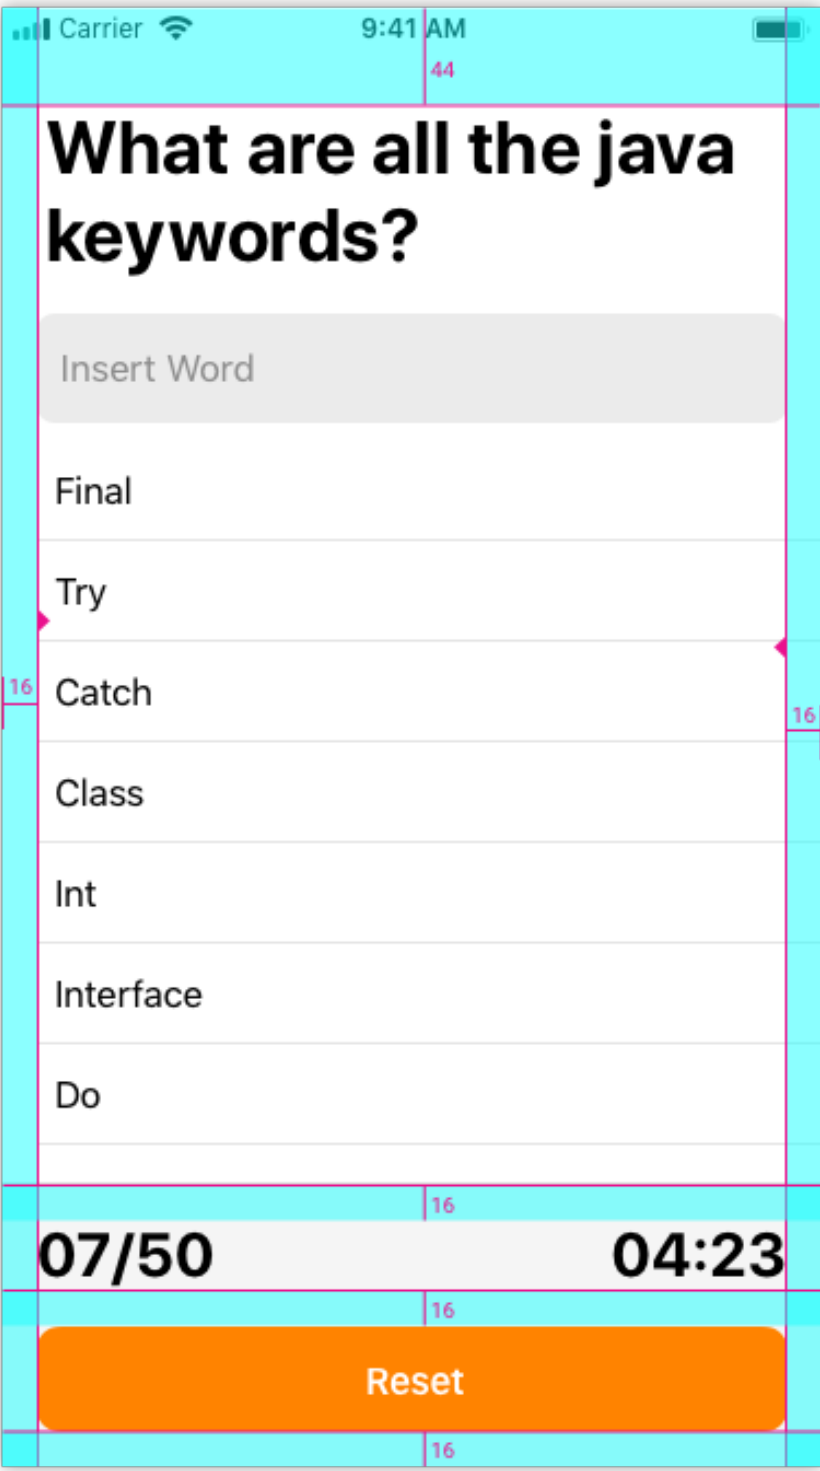 Carrier 9:41 AM
44
What are all the java
keywords?
Insert Word
Final
Try
16
Catch
16
Class
Int
Interface
Do
16
07/50 04:23
16
Reset
16